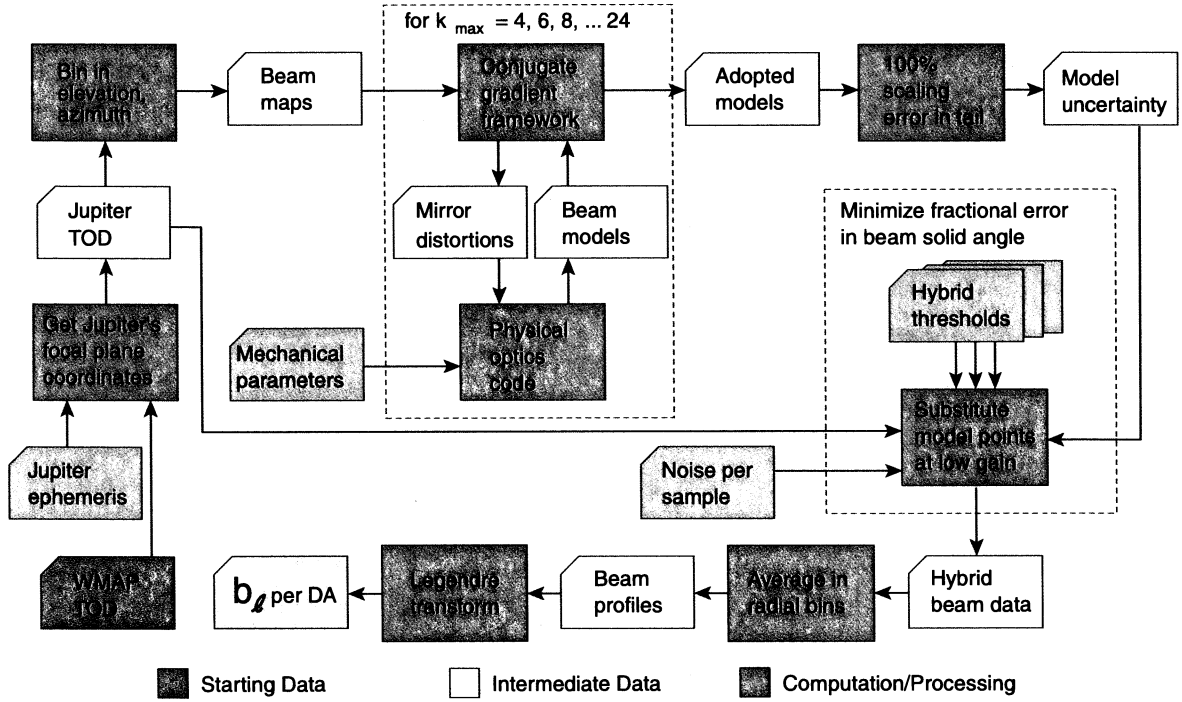 for k max = 4, 6, 8, ... 24
Bin in
elevation,
azimuth
Beam
maps
Conjugate
gradient
framework
Adopted
models
100%
scaling
error in tail
Model
uncertainty
Jupiter
TOD
Mirror
distortions
Beam
models
Minimize fractional error
in beam solid angle
Hybrid
thresholds
Get Jupiter's
focal plane
coordinates
Mechanical
parameters
Physical
optics
code
Substitute
model points
at low gain
Jupiter
ephemeris
Noise per
sample
WMAP
TOD
bℓ per DA
Legendre
transform
Beam
profiles
Average in
radial bins
Hybrid
beam data
Starting Data
Intermediate Data
Computation/Processing